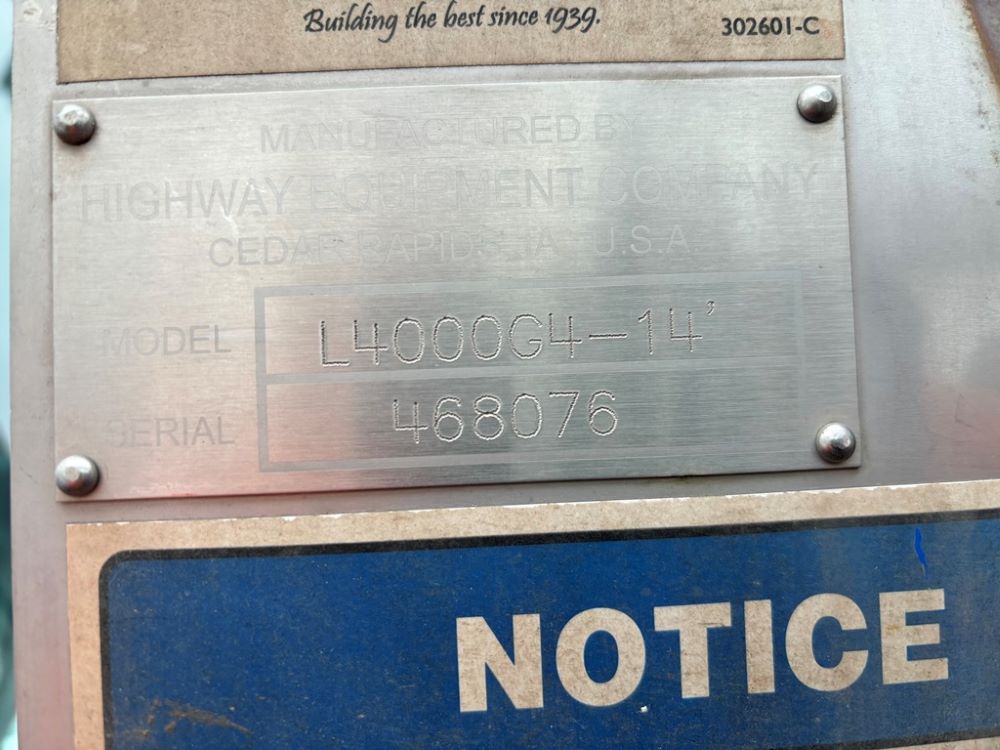 Building the best since 1939.
302601-C
MANUFACTURED BY
HIGHWAY EQUIPMENT COMPANY
CEDAR RAPIDS, IA. U.S.A.
MODEL L4000G4-14'
SERIAL 468076
NOTICE